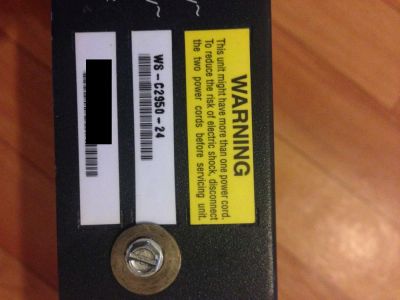 WARNING
This unit might have more than one power cord.
To reduce the risk of electric shock, disconnect
the two power cords before servicing unit.
WS-C2950-24